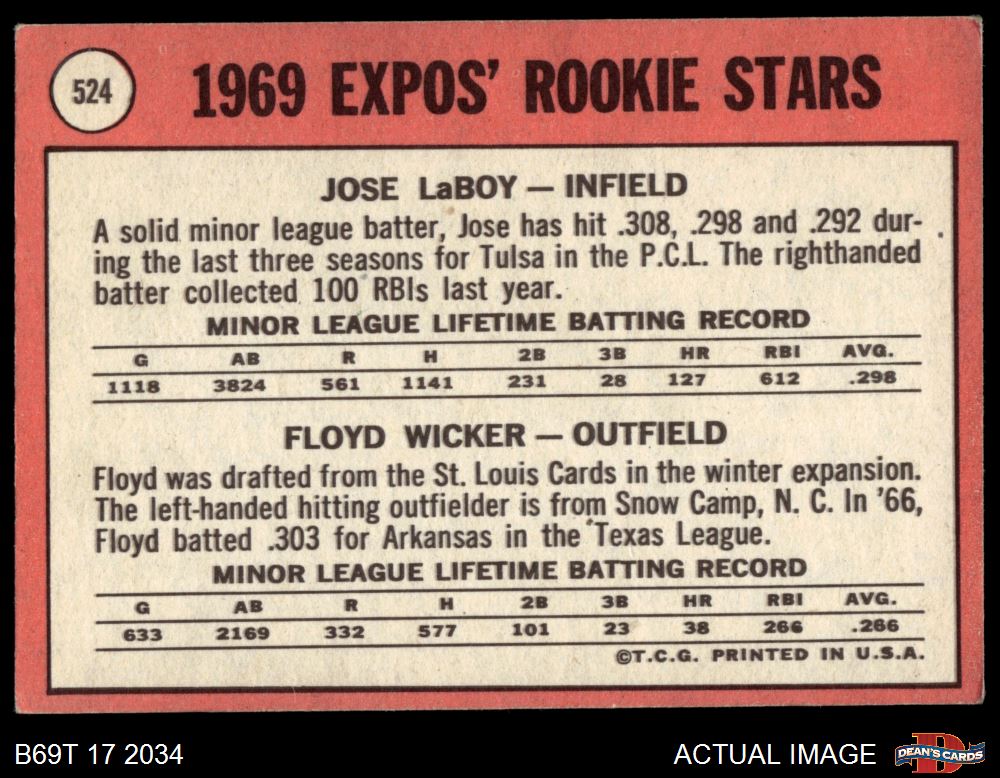 524
1969 EXPOS' ROOKIE STARS
JOSE LaBOY — INFIELD
A solid minor league batter, Jose has hit .308, .298 and .292 dur-
ing the last three seasons for Tulsa in the P.C.L. The righthanded
batter collected 100 RBIs last year.
MINOR LEAGUE LIFETIME BATTING RECORD
G AB R H 2B 3B HR RBI AVG.
1118 3824 561 1141 231 28 127 612 .298
FLOYD WICKER — OUTFIELD
Floyd was drafted from the St. Louis Cards in the winter expansion.
The left-handed hitting outfielder is from Snow Camp, N. C. In '66,
Floyd batted .303 for Arkansas in the Texas League.
MINOR LEAGUE LIFETIME BATTING RECORD
G AB R H 2B 3B HR RBI AVG.
633 2169 332 577 101 23 38 266 .266
©T.C.G. PRINTED IN U.S.A.
B69T 17 2034
ACTUAL IMAGE
D
DEAN'S CARDS